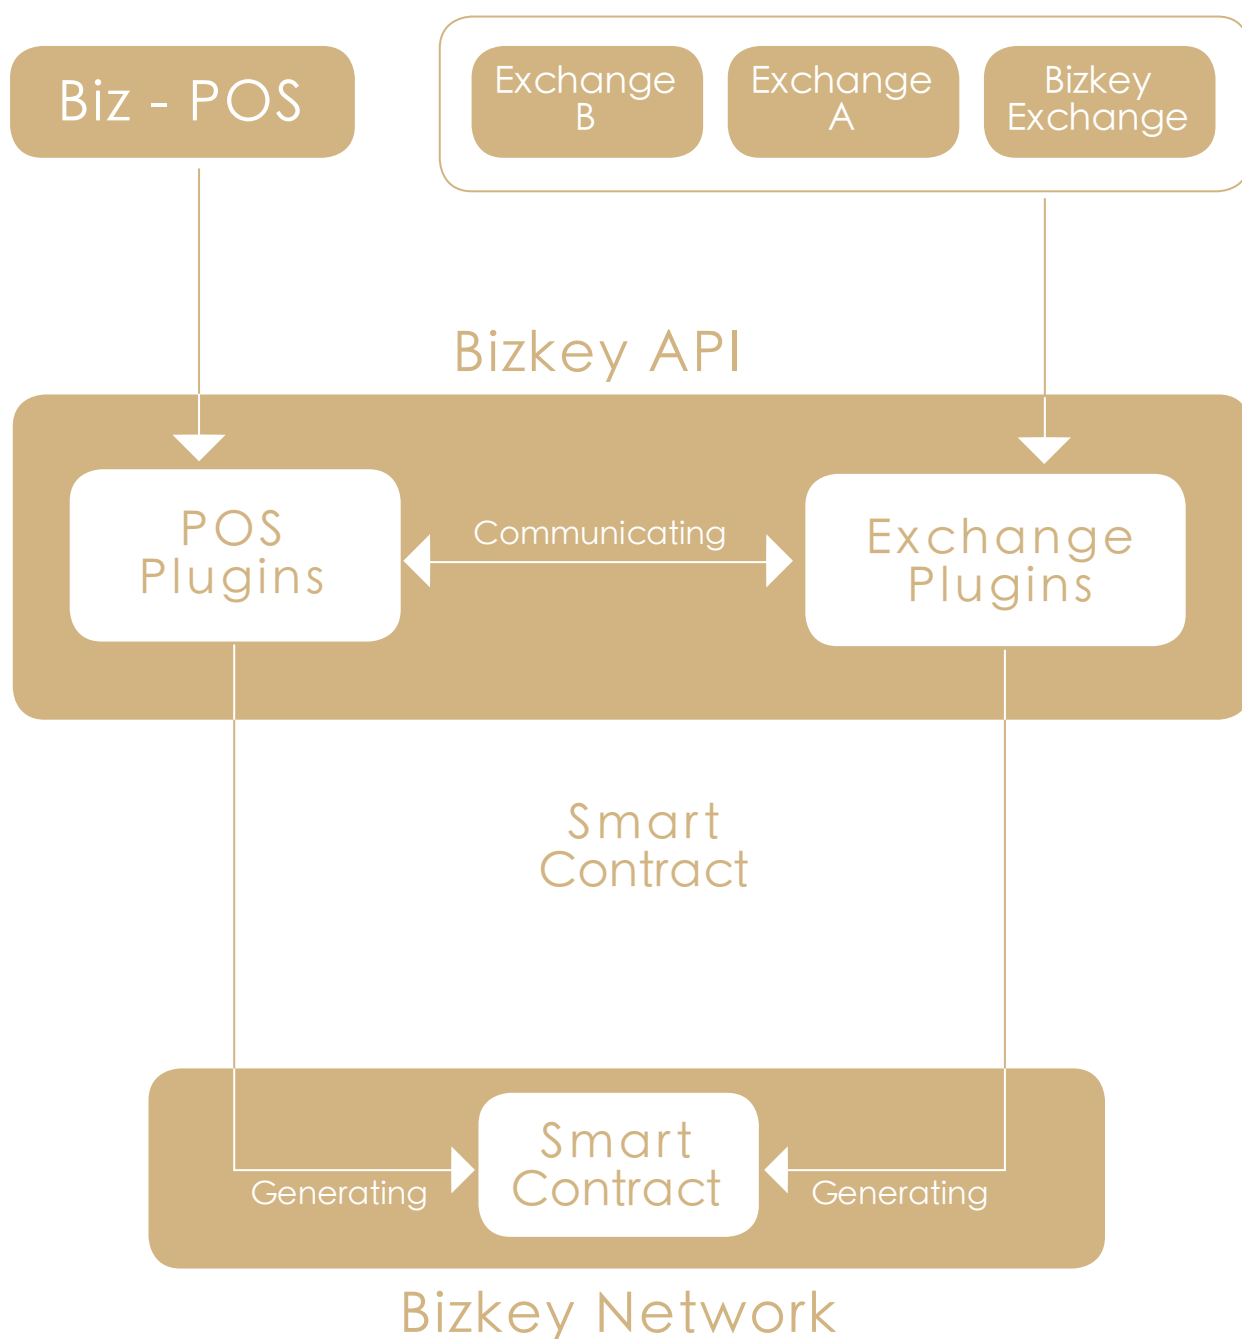 Biz - POS
Exchange
B
Exchange
A
Bizkey
Exchange
Bizkey API
POS
Plugins
Communicating
Exchange
Plugins
Smart
Contract
Smart
Contract
Generating
Generating
Bizkey Network